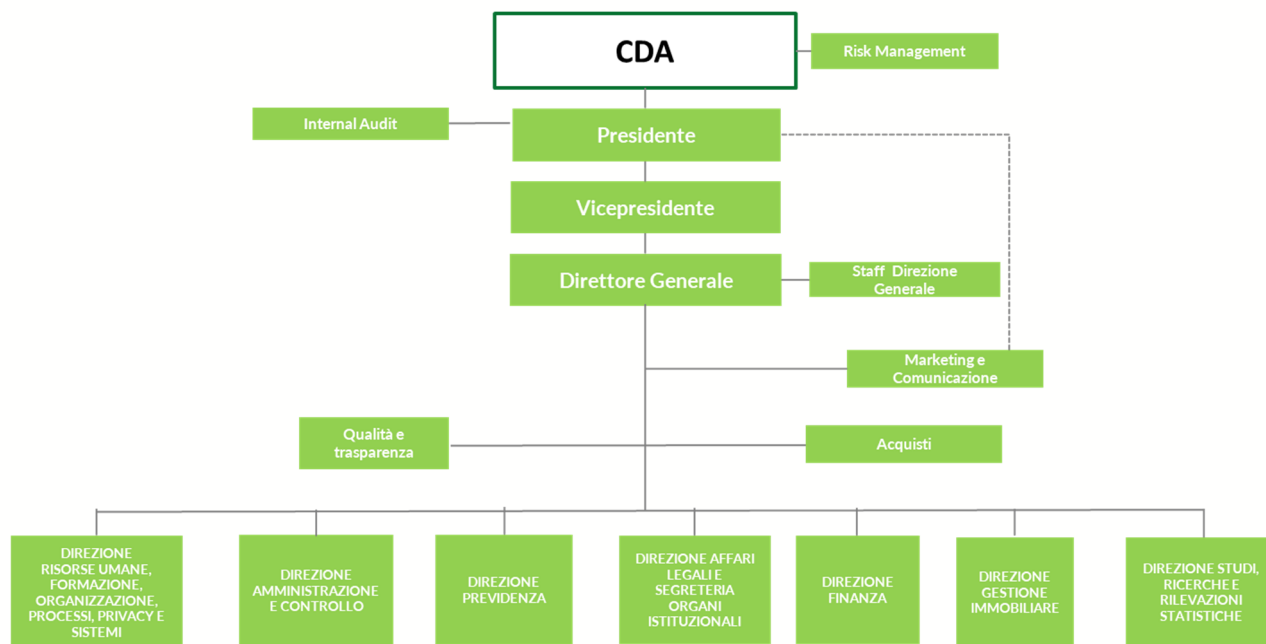 CDA
Risk Management
Internal Audit
Presidente
Vicepresidente
Direttore Generale
Staff Direzione
Generale
Marketing e
Comunicazione
Qualità e
trasparenza
Acquisti
DIREZIONE
RISORSE UMANE,
FORMAZIONE,
ORGANIZZAZIONE,
PROCESSI, PRIVACY E
SISTEMI
DIREZIONE
AMMINISTRAZIONE
E CONTROLLO
DIREZIONE
PREVIDENZA
DIREZIONE AFFARI
LEGALI E
SEGRETERIA
ORGANI
ISTITUZIONALI
DIREZIONE
FINANZA
DIREZIONE
GESTIONE
IMMOBILIARE
DIREZIONE STUDI,
RICERCHE E
RILEVAZIONI
STATISTICHE